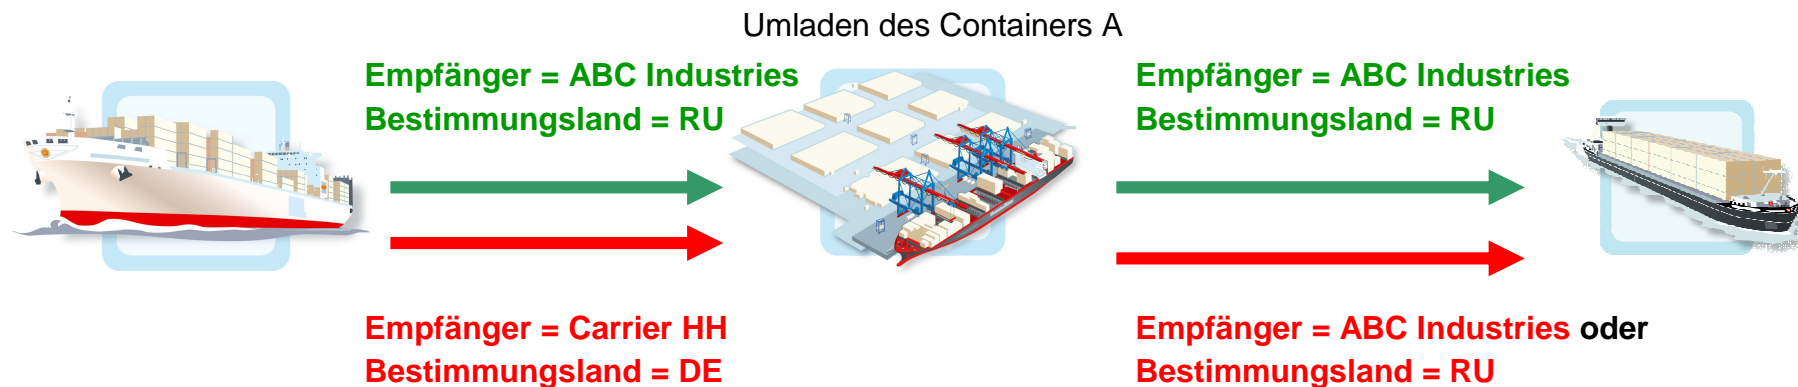 Umladen des Containers A
Empfänger = ABC Industries
Bestimmungsland = RU
Empfänger = ABC Industries
Bestimmungsland = RU
Empfänger = Carrier HH
Bestimmungsland = DE
Empfänger = ABC Industries oder
Bestimmungsland = RU